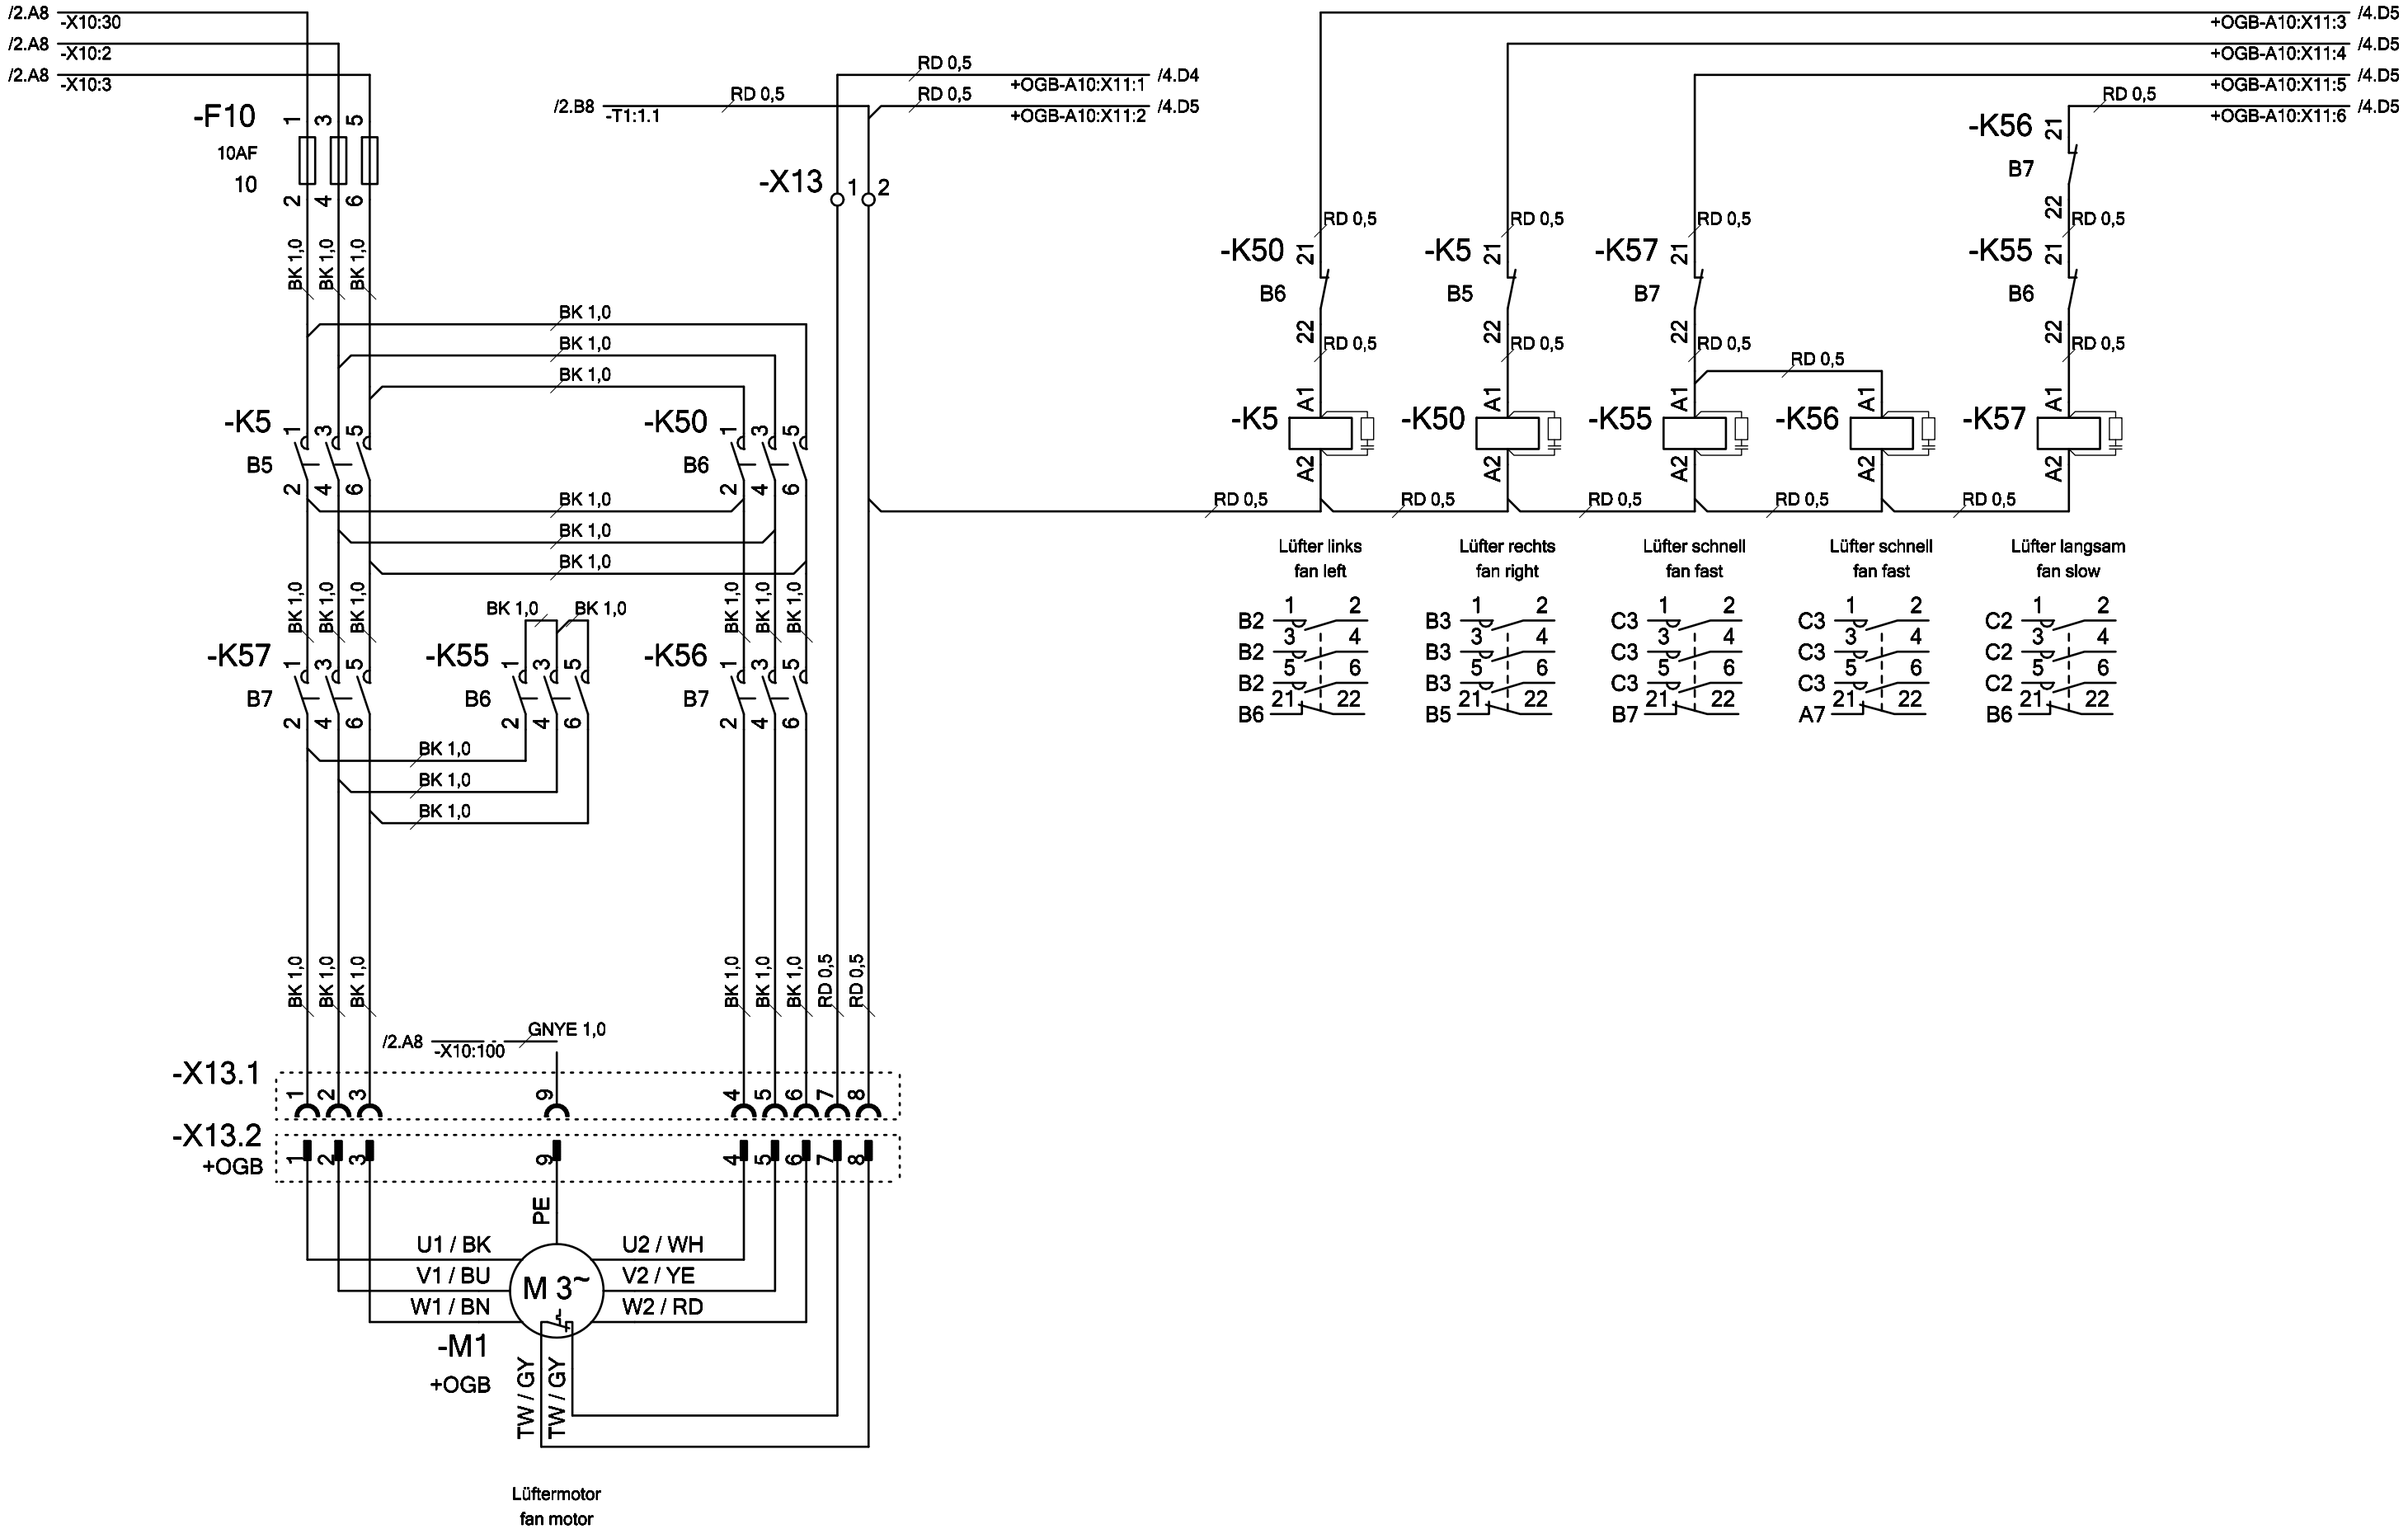 /2.A8 -X10:30
/2.A8 -X10:2
/2.A8 -X10:3
/4.D5 +OGB-A10:X11:3
/4.D5 +OGB-A10:X11:4
/4.D5 +OGB-A10:X11:5
RD 0,5 /4.D5 +OGB-A10:X11:6
RD 0,5 +OGB-A10:X11:1 /4.D4
/2.B8 -T1:1.1 RD 0,5 RD 0,5 +OGB-A10:X11:2 /4.D5
-F10 1 3 5
10AF
10
2 4 6
-X13 1 2
-K56 21
B7
22
BK 1,0 BK 1,0 BK 1,0
RD 0,5 RD 0,5 RD 0,5 RD 0,5
-K50 21 -K5 21 -K57 21 -K55 21
B6 B5 B7 B6
22 22 22 22
RD 0,5 RD 0,5 RD 0,5 RD 0,5
RD 0,5
BK 1,0
BK 1,0
BK 1,0
-K5 1 3 5 -K50 1 3 5
B5 B6
2 4 6 2 4 6
A1 A1 A1 A1 A1
-K5 -K50 -K55 -K56 -K57
A2 A2 A2 A2 A2
BK 1,0
BK 1,0
BK 1,0
RD 0,5 RD 0,5 RD 0,5 RD 0,5 RD 0,5
Lüfter links Lüfter rechts Lüfter schnell Lüfter schnell Lüfter langsam
fan left fan right fan fast fan fast fan slow
BK 1,0 BK 1,0 BK 1,0 BK 1,0 BK 1,0 BK 1,0 BK 1,0 BK 1,0
-K57 1 3 5 -K55 1 3 5 -K56 1 3 5
B7 B6 B7
2 4 6 2 4 6 2 4 6
B2 1 2
B2 3 4
B2 5 6
B6 21 22
B3 1 2
B3 3 4
B3 5 6
B5 21 22
C3 1 2
C3 3 4
C3 5 6
B7 21 22
C3 1 2
C3 3 4
C3 5 6
A7 21 22
C2 1 2
C2 3 4
C2 5 6
B6 21 22
BK 1,0
BK 1,0
BK 1,0
BK 1,0 BK 1,0 BK 1,0 BK 1,0 BK 1,0 BK 1,0 RD 0,5 RD 0,5
/2.A8 -X10:100 GNYE 1,0
-X13.1 1 2 3 9 4 5 6 7 8
-X13.2 1 2 3 9 4 5 6 7 8
+OGB
PE
U1 / BK U2 / WH
V1 / BU M 3~ V2 / YE
W1 / BN W2 / RD
-M1
+OGB
TW / GY TW / GY
Lüftermotor
fan motor